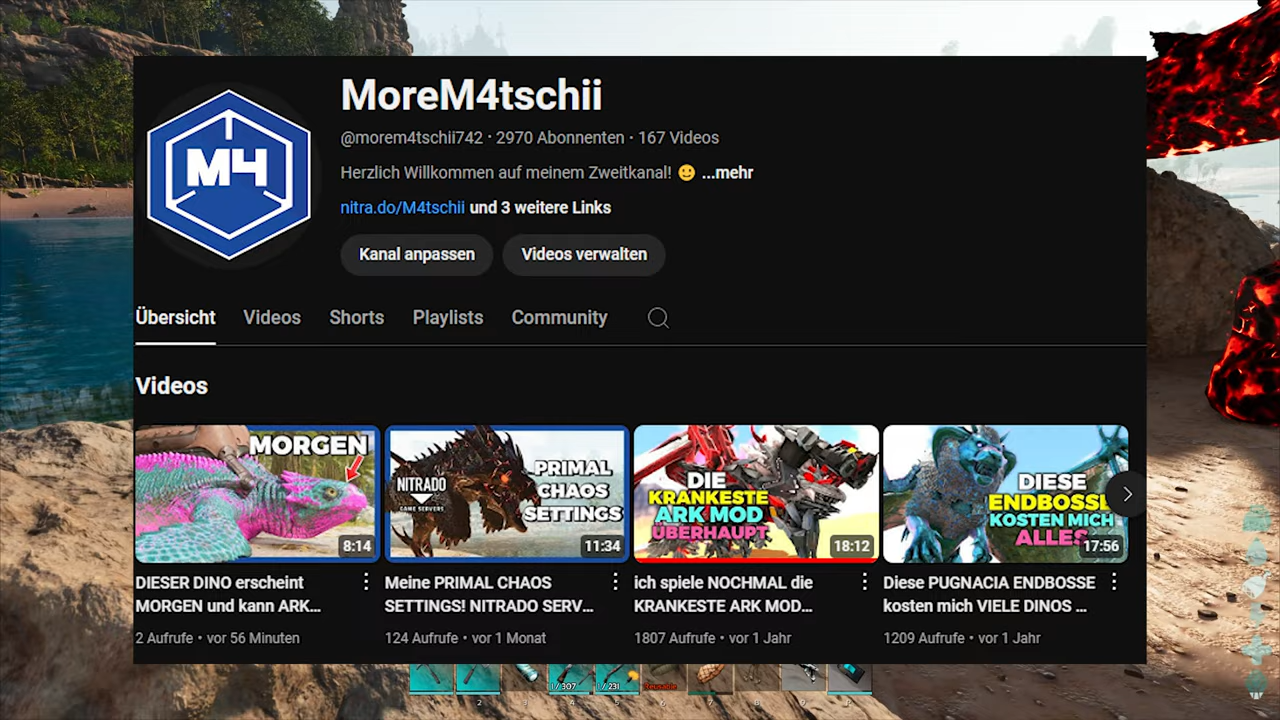 MoreM4tschii
M4
@morem4tschii742 · 2970 Abonnenten · 167 Videos
Herzlich Willkommen auf meinem Zweitkanal! 🙂 ...mehr
nitra.do/M4tschii und 3 weitere Links
Kanal anpassen Videos verwalten
Übersicht Videos Shorts Playlists Community
Videos
MORGEN
8:14
NITRADO
GAME SERVERS
PRIMAL
CHAOS
SETTINGS
11:34
DIE
KRANKESTE
ARK MOD
ÜBERHAUPT
18:12
DIESE
ENDBOSSE
KOSTEN MICH
ALLES
17:56
DIESER DINO erscheint
MORGEN und kann ARK...
2 Aufrufe · vor 56 Minuten
Meine PRIMAL CHAOS
SETTINGS! NITRADO SERV...
124 Aufrufe · vor 1 Monat
ich spiele NOCHMAL die
KRANKESTE ARK MOD...
1807 Aufrufe · vor 1 Jahr
Diese PUGNACIA ENDBOSSE
kosten mich VIELE DINOS ...
1209 Aufrufe · vor 1 Jahr
1/307 1/231